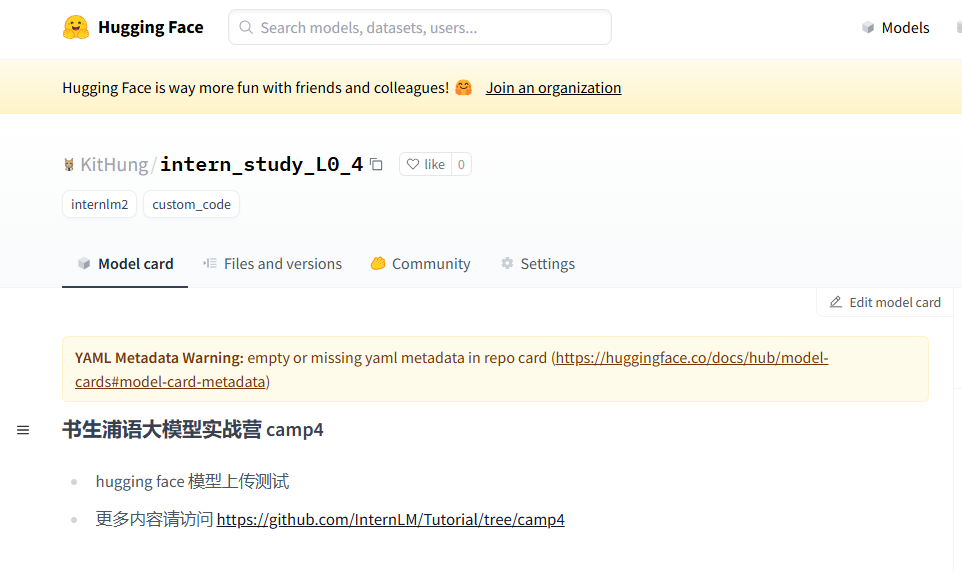 Hugging Face
Search models, datasets, users...
Models
Hugging Face is way more fun with friends and colleagues! 🤗 Join an organization
KitHung/intern_study_L0_4
like 0
internlm2 custom_code
Model card Files and versions Community Settings
Edit model card
YAML Metadata Warning: empty or missing yaml metadata in repo card (https://huggingface.co/docs/hub/model-
cards#model-card-metadata)
书生浦语大模型实战营 camp4
hugging face 模型上传测试
更多内容请访问 https://github.com/InternLM/Tutorial/tree/camp4